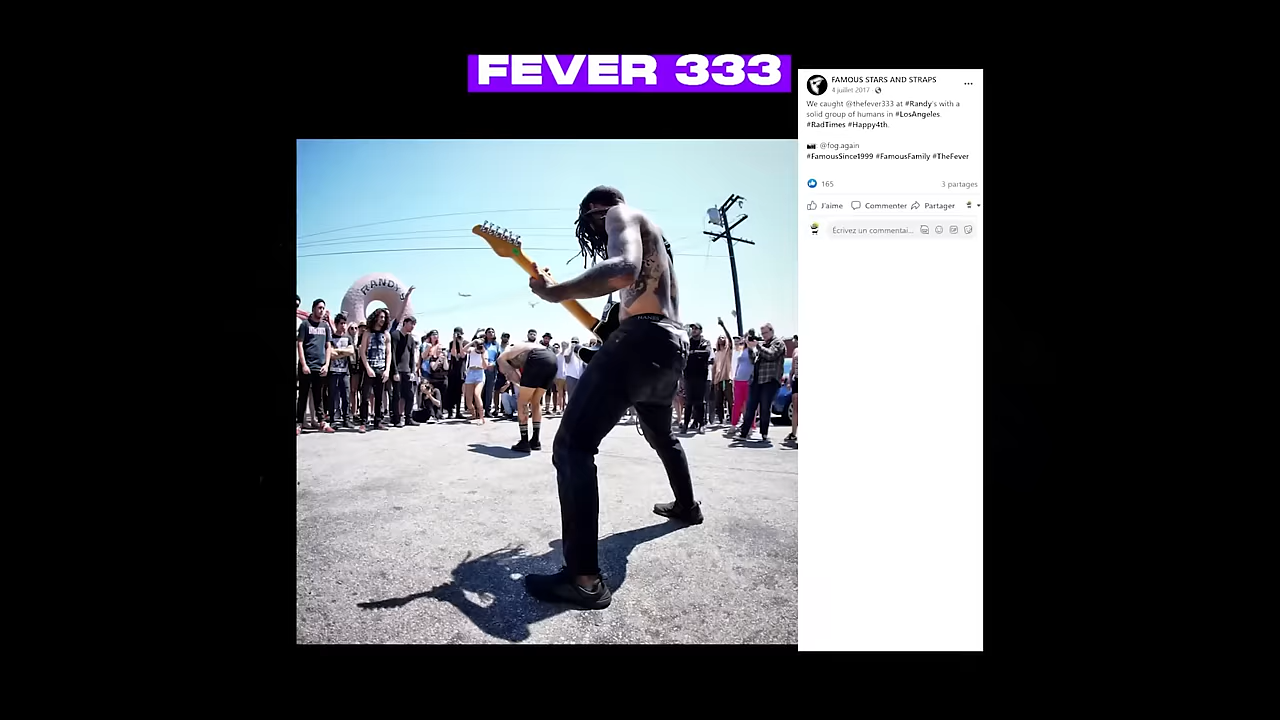 FEVER 333
FAMOUS STARS AND STRAPS
4 juillet 2017
We caught @thefever333 at #Randy's with a
solid group of humans in #LosAngeles.
#RadTimes #Happy4th.
@fog.again
#FamousSince1999 #FamousFamily #TheFever
165
3 partages
J'aime
Commenter
Partager
Écrivez un commentai...
RANDY'S